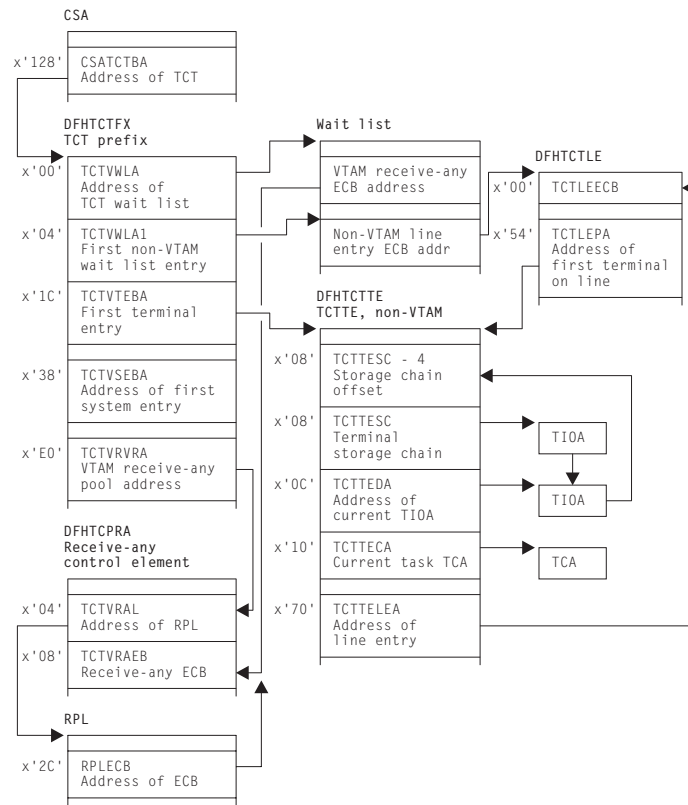 CSA
x'128' CSATCTBA
Address of TCT
DFHTCTFX
TCT prefix
x'00' TCTVWLA
Address of
TCT wait list
x'04' TCTVWLA1
First non-VTAM
wait list entry
x'1C' TCTVTEBA
First terminal
entry
x'38' TCTVSEBA
Address of first
system entry
x'E0' TCTVRVRA
VTAM receive-any
pool address
DFHTCPRA
Receive-any
control element
x'04' TCTVRAL
Address of RPL
x'08' TCTVRAEB
Receive-any ECB
RPL
x'2C' RPLECB
Address of ECB
Wait list
VTAM receive-any
ECB address
Non-VTAM line
entry ECB addr
DFHTCTTE
TCTTE, non-VTAM
x'08' TCTTESC - 4
Storage chain
offset
x'08' TCTTESC
Terminal
storage chain
x'0C' TCTTEDA
Address of
current TIOA
x'10' TCTTECA
Current task TCA
x'70' TCTTELEA
Address of
line entry
DFHTCTLE
x'00' TCTLEECB
x'54' TCTLEPA
Address of
first terminal
on line
TIOA
TIOA
TCA